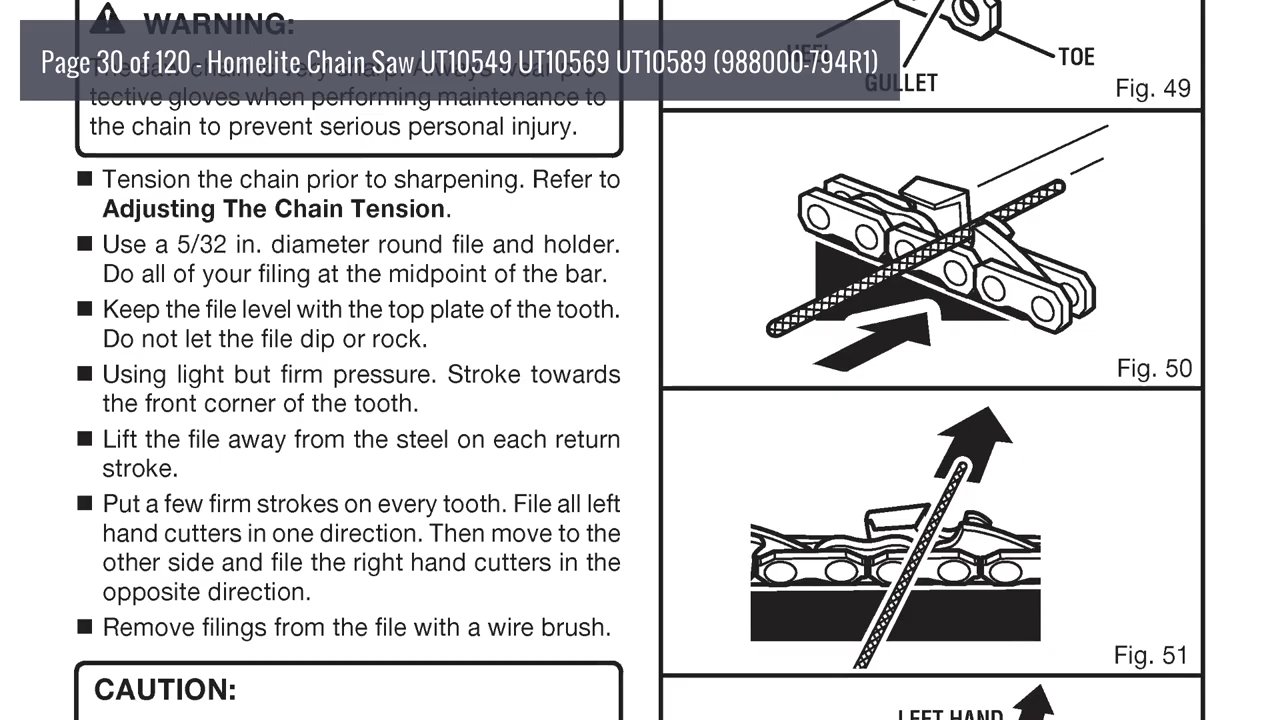 WARNING:
Page 30 of 120 - Homelite Chain Saw UT10549 UT10569 UT10589 (988000-794R1)
tective gloves when performing maintenance to
the chain to prevent serious personal injury.
■ Tension the chain prior to sharpening. Refer to
Adjusting The Chain Tension.
■ Use a 5/32 in. diameter round file and holder.
Do all of your filing at the midpoint of the bar.
■ Keep the file level with the top plate of the tooth.
Do not let the file dip or rock.
■ Using light but firm pressure. Stroke towards
the front corner of the tooth.
■ Lift the file away from the steel on each return
stroke.
■ Put a few firm strokes on every tooth. File all left
hand cutters in one direction. Then move to the
other side and file the right hand cutters in the
opposite direction.
■ Remove filings from the file with a wire brush.
CAUTION:
HEEL
TOE
GULLET
Fig. 49
Fig. 50
Fig. 51
LEFT HAND